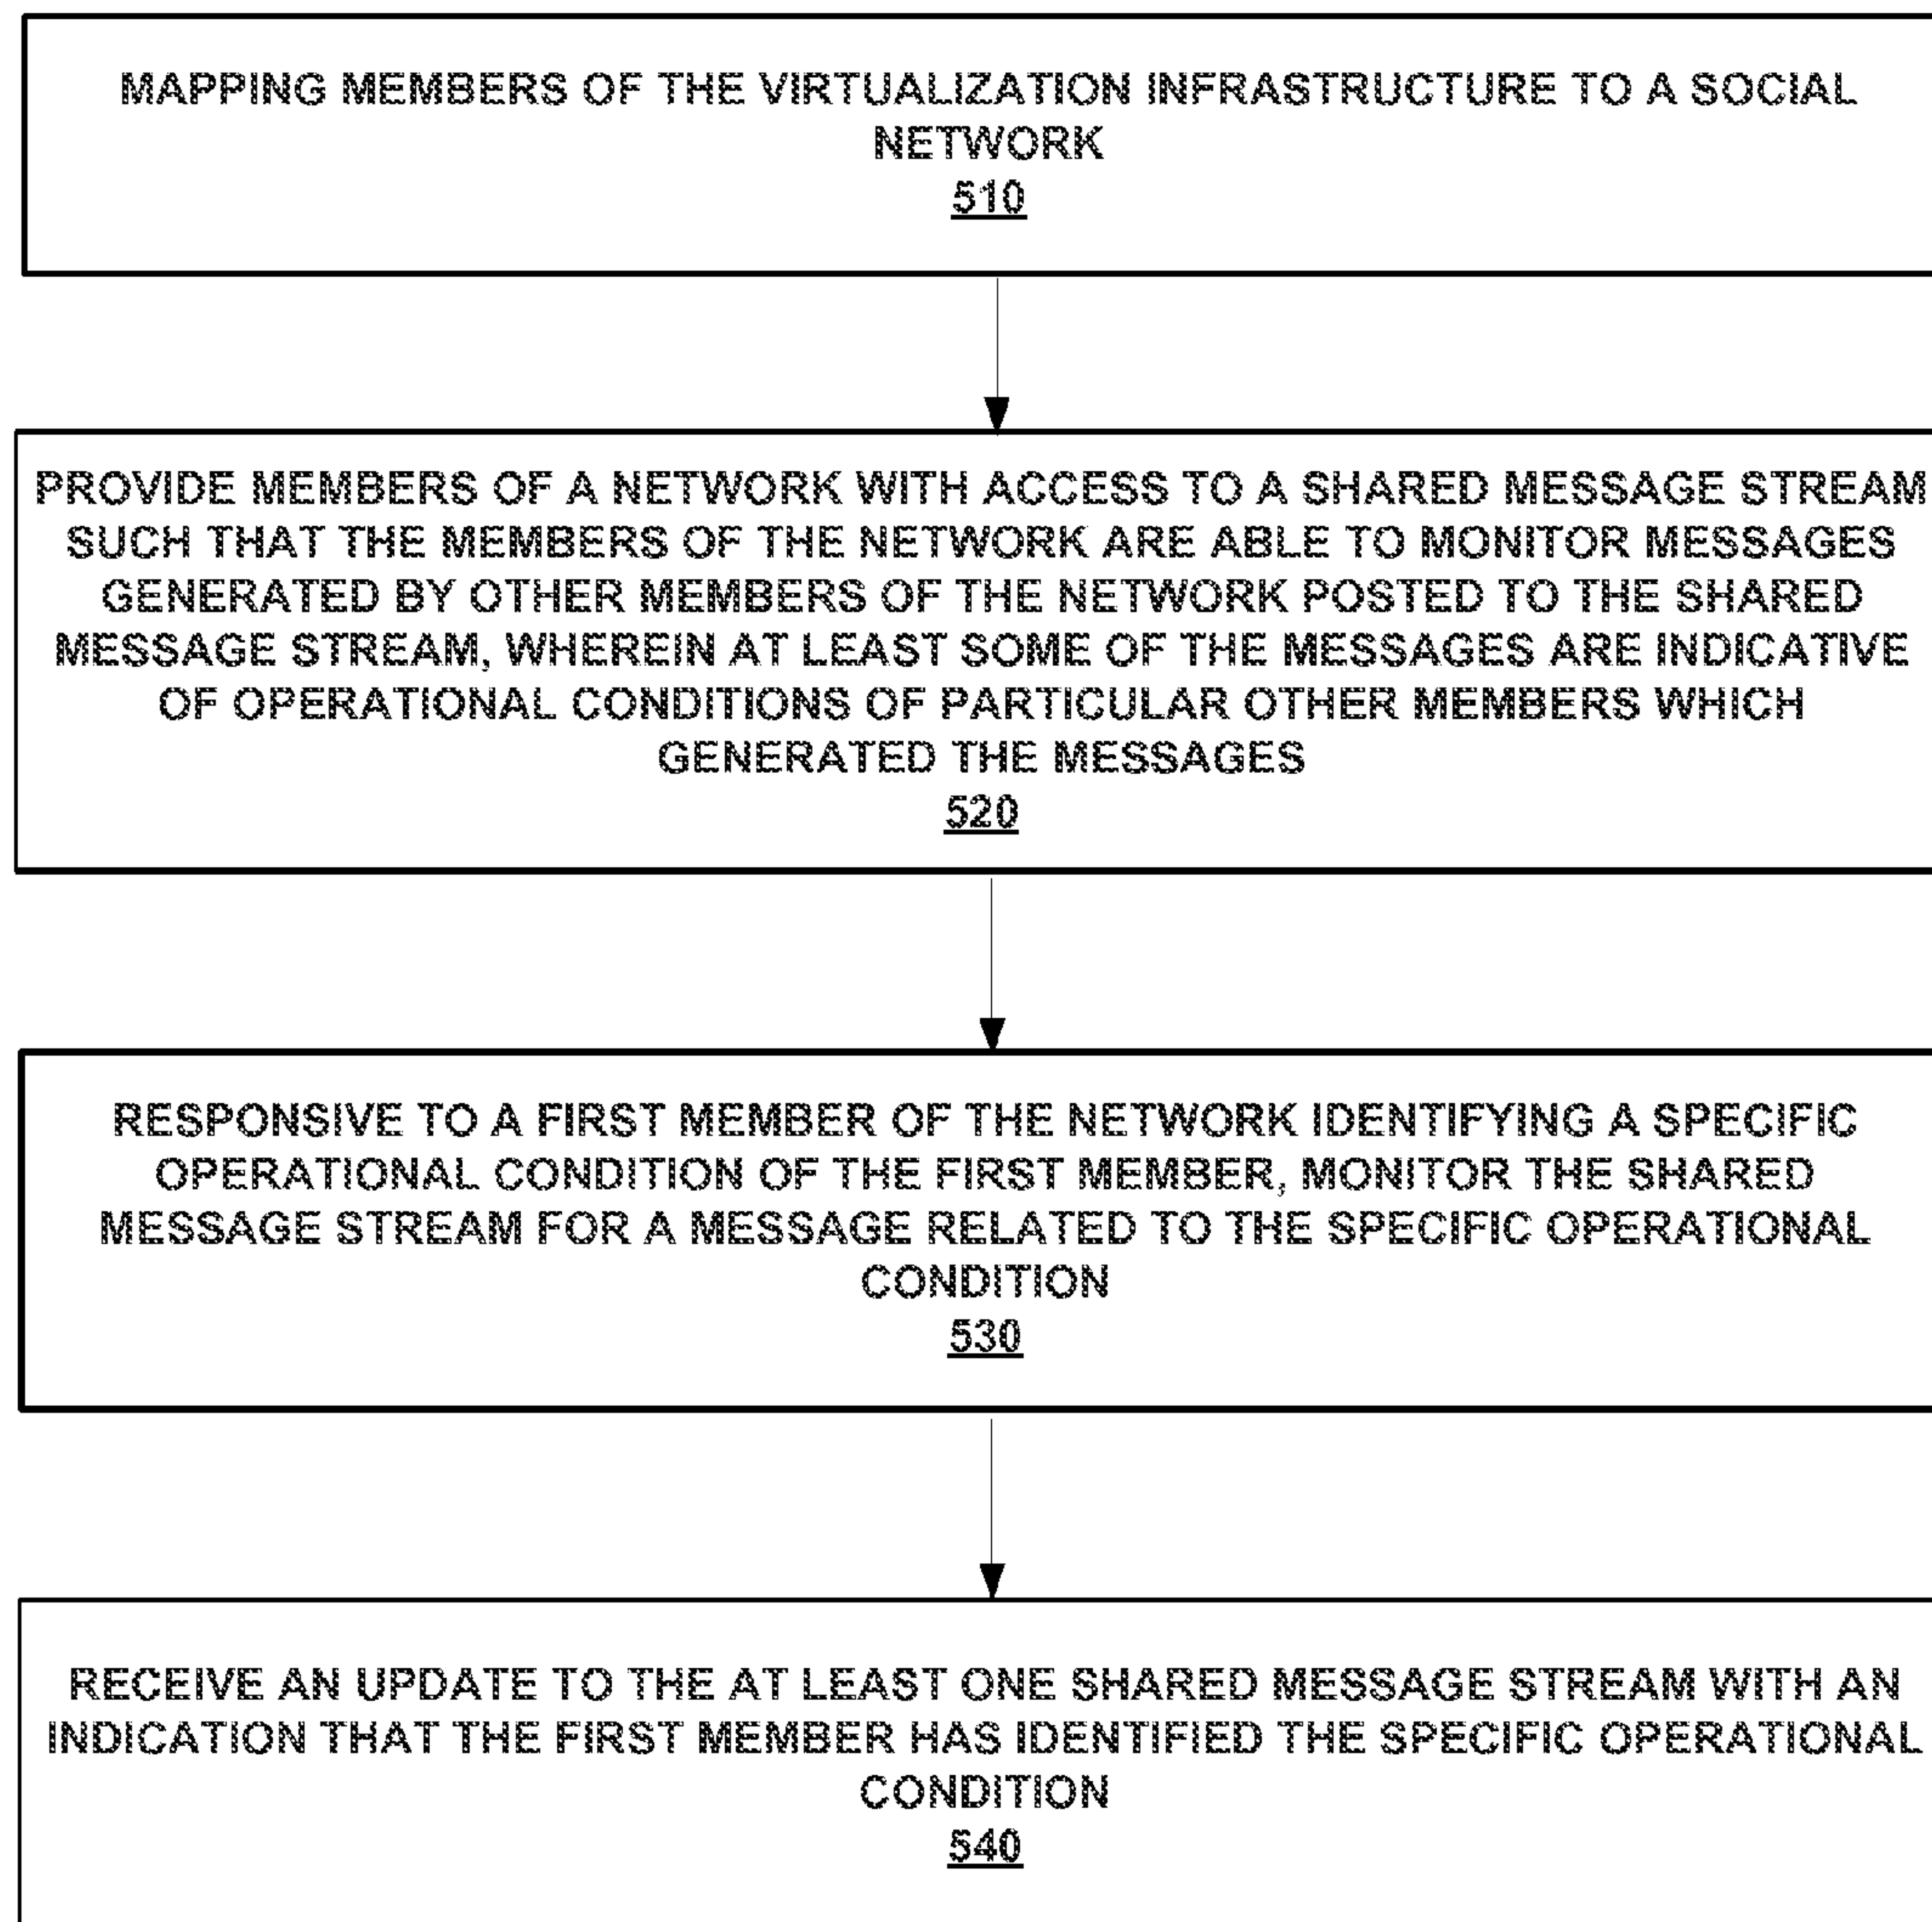 MAPPING MEMBERS OF THE VIRTUALIZATION INFRASTRUCTURE TO A SOCIAL
NETWORK
510
PROVIDE MEMBERS OF A NETWORK WITH ACCESS TO A SHARED MESSAGE STREAM
SUCH THAT THE MEMBERS OF THE NETWORK ARE ABLE TO MONITOR MESSAGES
GENERATED BY OTHER MEMBERS OF THE NETWORK POSTED TO THE SHARED
MESSAGE STREAM, WHEREIN AT LEAST SOME OF THE MESSAGES ARE INDICATIVE
OF OPERATIONAL CONDITIONS OF PARTICULAR OTHER MEMBERS WHICH
GENERATED THE MESSAGES
520
RESPONSIVE TO A FIRST MEMBER OF THE NETWORK IDENTIFYING A SPECIFIC
OPERATIONAL CONDITION OF THE FIRST MEMBER, MONITOR THE SHARED
MESSAGE STREAM FOR A MESSAGE RELATED TO THE SPECIFIC OPERATIONAL
CONDITION
530
RECEIVE AN UPDATE TO THE AT LEAST ONE SHARED MESSAGE STREAM WITH AN
INDICATION THAT THE FIRST MEMBER HAS IDENTIFIED THE SPECIFIC OPERATIONAL
CONDITION
540